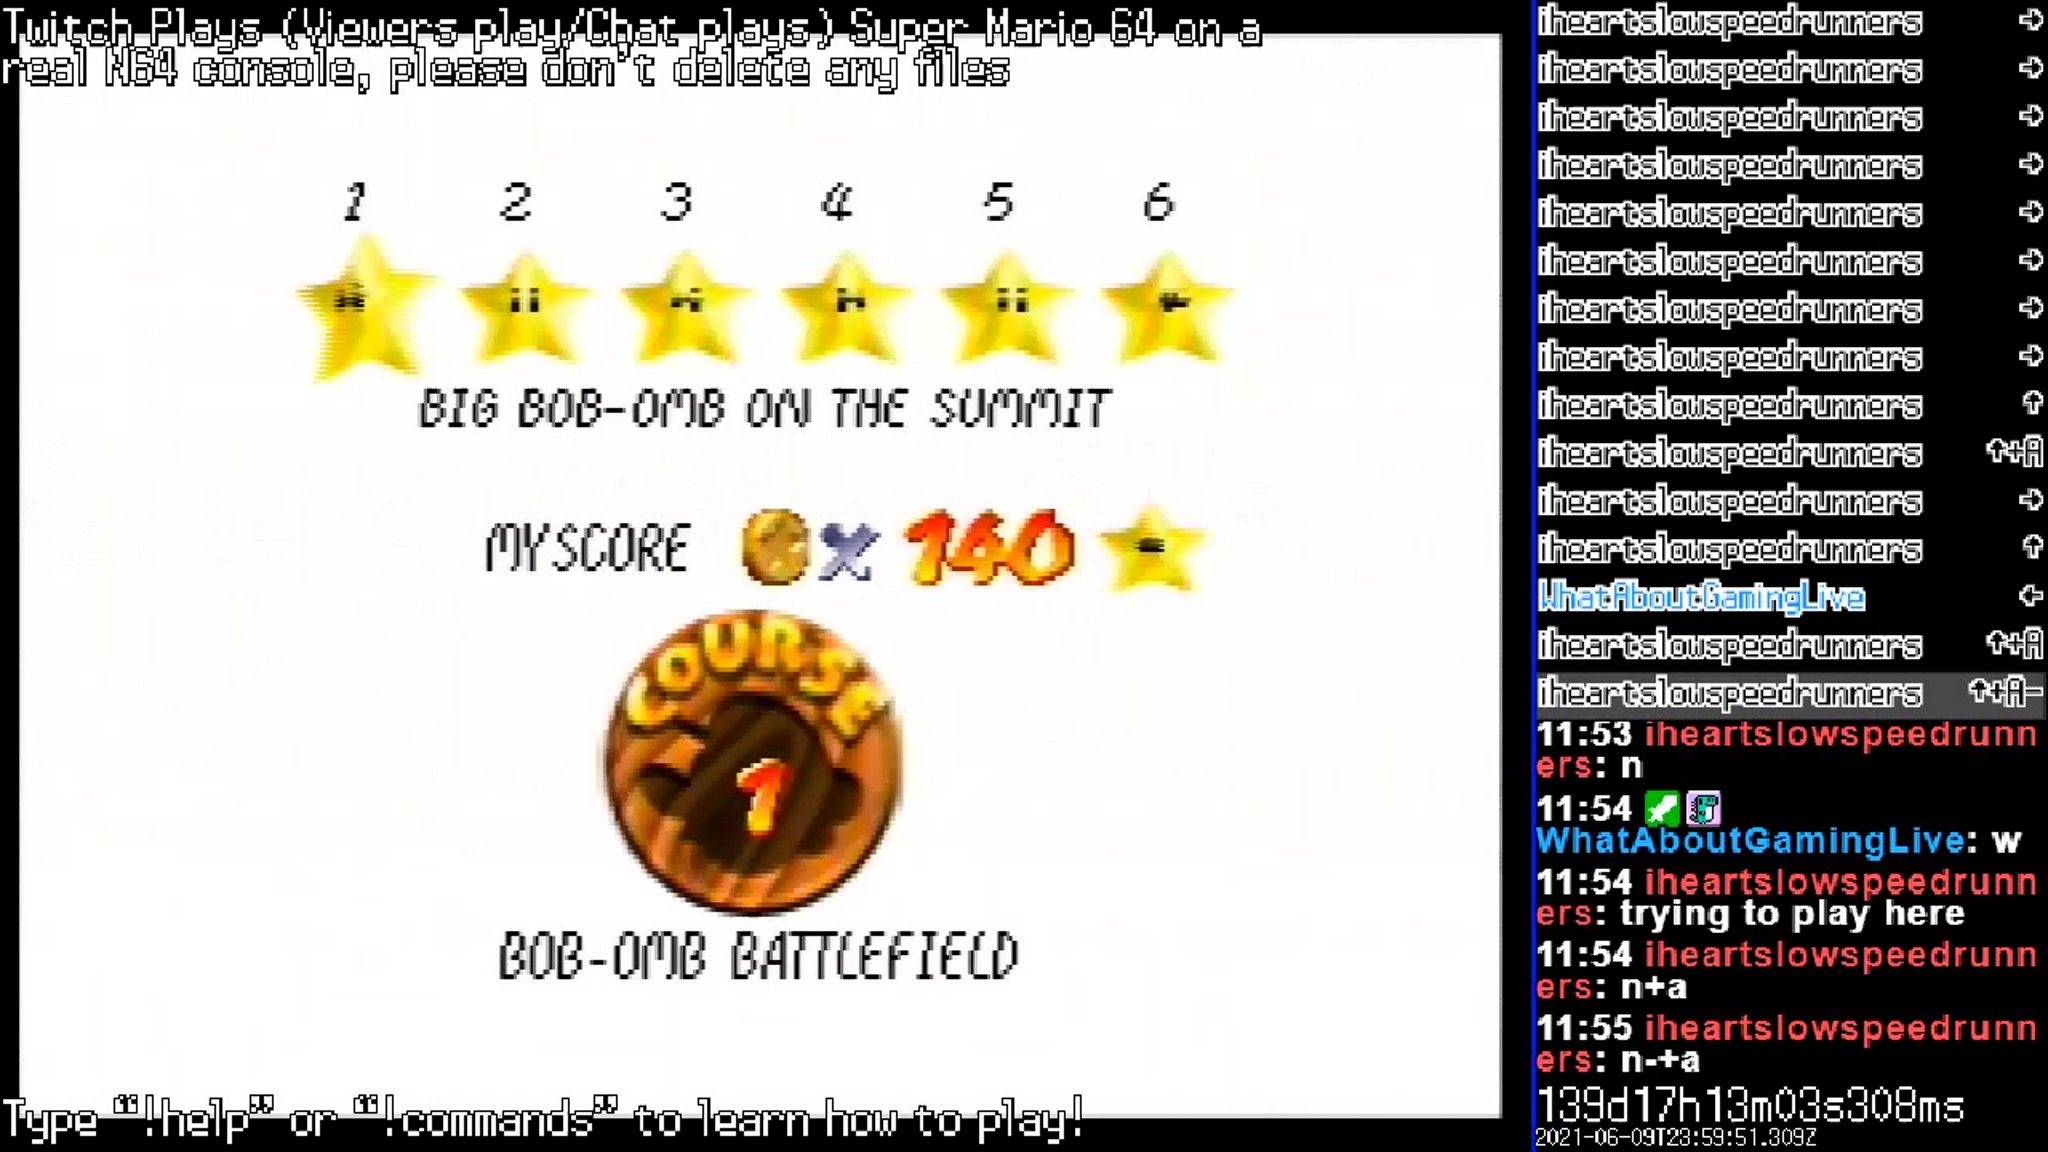 Twitch Plays (Viewers play/Chat plays) Super Mario 64 on a
real N64 console, please don't delete any files
1 2 3 4 5 6
BIG BOB-OMB ON THE SUMMIT
MY SCORE × 140
COURSE
1
BOB-OMB BATTLEFIELD
Type "!help" or "!commands" to learn how to play!
iheartslowspeedrunners →
iheartslowspeedrunners →
iheartslowspeedrunners →
iheartslowspeedrunners →
iheartslowspeedrunners →
iheartslowspeedrunners →
iheartslowspeedrunners →
iheartslowspeedrunners →
iheartslowspeedrunners ↑
iheartslowspeedrunners ↑+A
iheartslowspeedrunners →
iheartslowspeedrunners ↑
WhatAboutGamingLive ←
iheartslowspeedrunners ↑+A
iheartslowspeedrunners ↑+A-
11:53 iheartslowspeedrunn
ers: n
11:54
WhatAboutGamingLive: w
11:54 iheartslowspeedrunn
ers: trying to play here
11:54 iheartslowspeedrunn
ers: n+a
11:55 iheartslowspeedrunn
ers: n-+a
139d17h13m03s308ms
2021-06-09T23:59:51.309Z